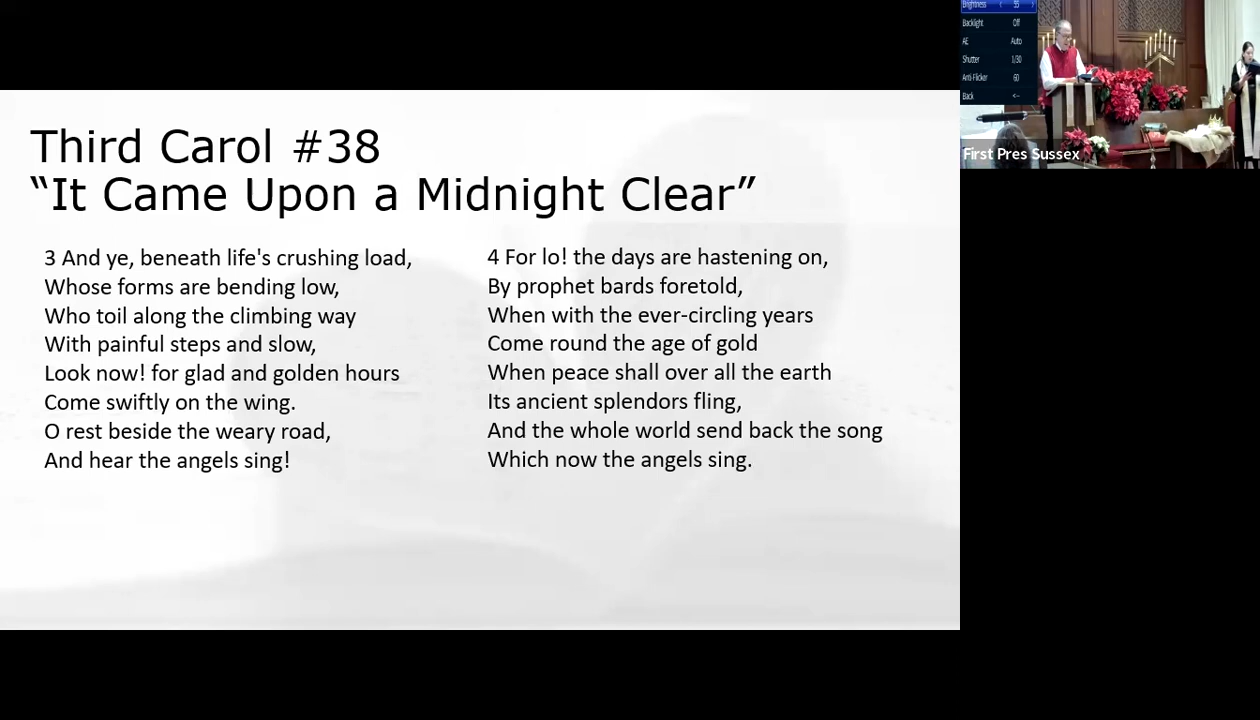 Third Carol #38
“It Came Upon a Midnight Clear”
3 And ye, beneath life's crushing load,
Whose forms are bending low,
Who toil along the climbing way
With painful steps and slow,
Look now! for glad and golden hours
Come swiftly on the wing.
O rest beside the weary road,
And hear the angels sing!
4 For lo! the days are hastening on,
By prophet bards foretold,
When with the ever-circling years
Come round the age of gold
When peace shall over all the earth
Its ancient splendors fling,
And the whole world send back the song
Which now the angels sing.
Brightness
Backlight Off
AE Auto
Shutter 1/30
Anti-Flicker 60
Back <--
First Pres Sussex